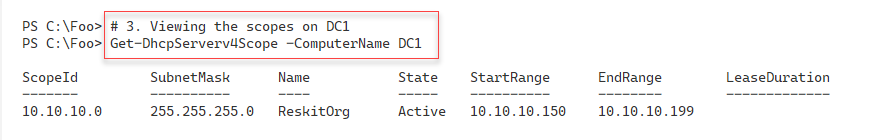 PS C:\Foo> # 3. Viewing the scopes on DC1
PS C:\Foo> Get-DhcpServerv4Scope -ComputerName DC1
ScopeId SubnetMask Name State StartRange EndRange LeaseDuration
------- ---------- ---- ----- ---------- -------- -------------
10.10.10.0 255.255.255.0 ReskitOrg Active 10.10.10.150 10.10.10.199